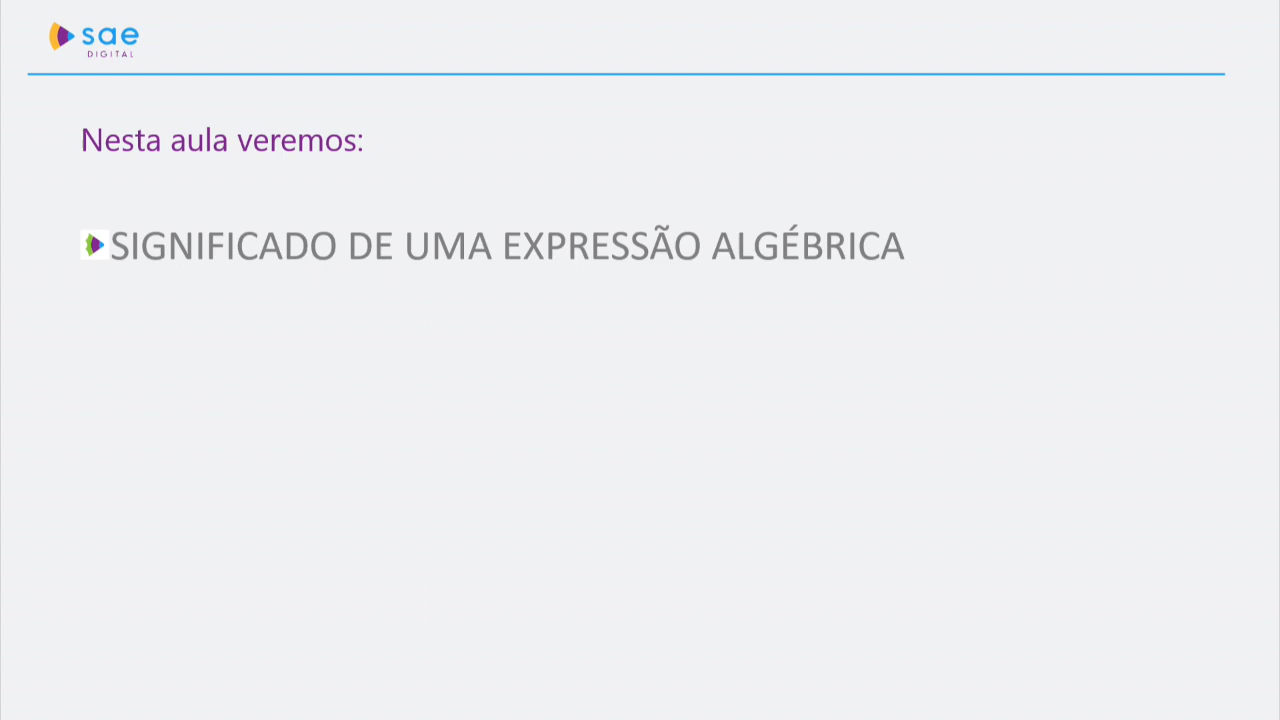 sae
DIGITAL
Nesta aula veremos:
SIGNIFICADO DE UMA EXPRESSÃO ALGÉBRICA